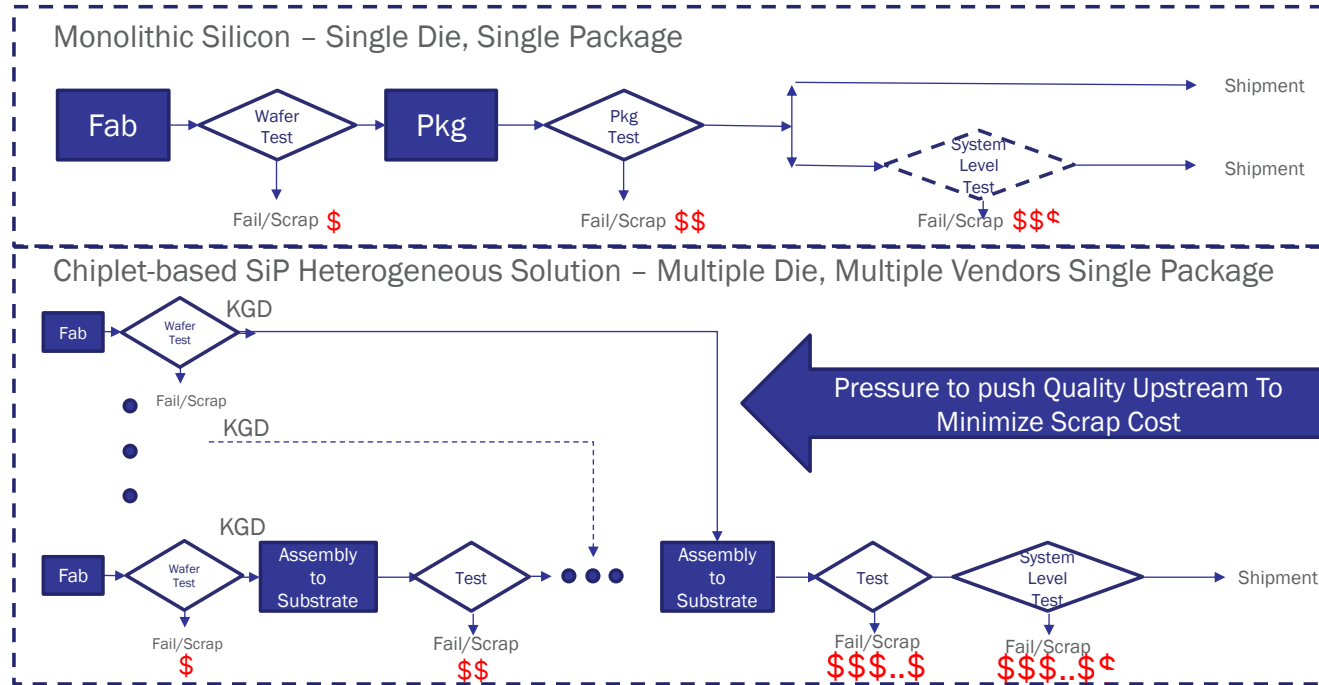 Monolithic Silicon – Single Die, Single Package
Fab
Wafer
Test
Pkg
Pkg
Test
Shipment
System
Level
Test
Shipment
Fail/Scrap $
Fail/Scrap $$
Fail/Scrap $$¢
Chiplet-based SiP Heterogeneous Solution – Multiple Die, Multiple Vendors Single Package
KGD
Fab
Wafer
Test
Fail/Scrap
KGD
Pressure to push Quality Upstream To
Minimize Scrap Cost
KGD
Fab
Wafer
Test
Assembly
to
Substrate
Test
Assembly
to
Substrate
Test
System
Level
Test
Shipment
Fail/Scrap
$
Fail/Scrap
$$
Fail/Scrap
$$$..$
Fail/Scrap
$$$..$¢